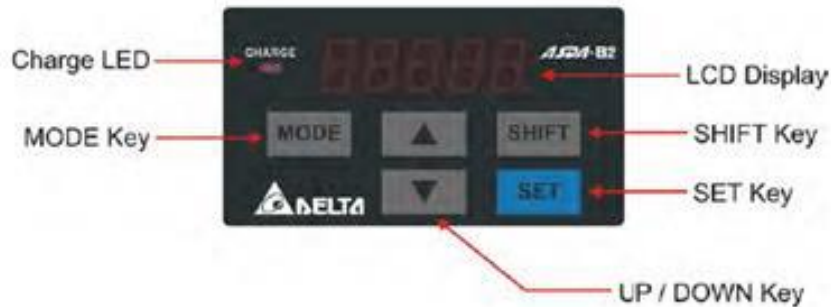 Charge LED
CHARGE
ASDA-B2
LCD Display
MODE Key
MODE
SHIFT
SHIFT Key
DELTA
SET
SET Key
UP / DOWN Key